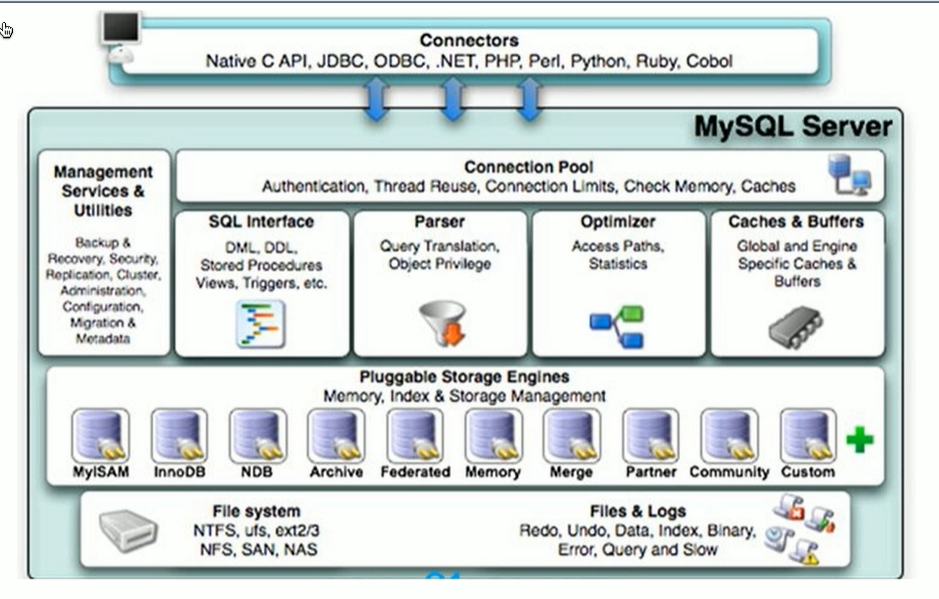 Connectors
Native C API, JDBC, ODBC, .NET, PHP, Perl, Python, Ruby, Cobol
MySQL Server
Management
Services &
Utilities
Backup &
Recovery, Security,
Replication, Cluster,
Administration,
Configuration,
Migration &
Metadata
Connection Pool
Authentication, Thread Reuse, Connection Limits, Check Memory, Caches
SQL Interface
DML, DDL,
Stored Procedures
Views, Triggers, etc.
Parser
Query Translation,
Object Privilege
Optimizer
Access Paths,
Statistics
Caches & Buffers
Global and Engine
Specific Caches &
Buffers
Pluggable Storage Engines
Memory, Index & Storage Management
MyISAM InnoDB NDB Archive Federated Memory Merge Partner Community Custom
File system
NTFS, ufs, ext2/3
NFS, SAN, NAS
Files & Logs
Redo, Undo, Data, Index, Binary,
Error, Query and Slow